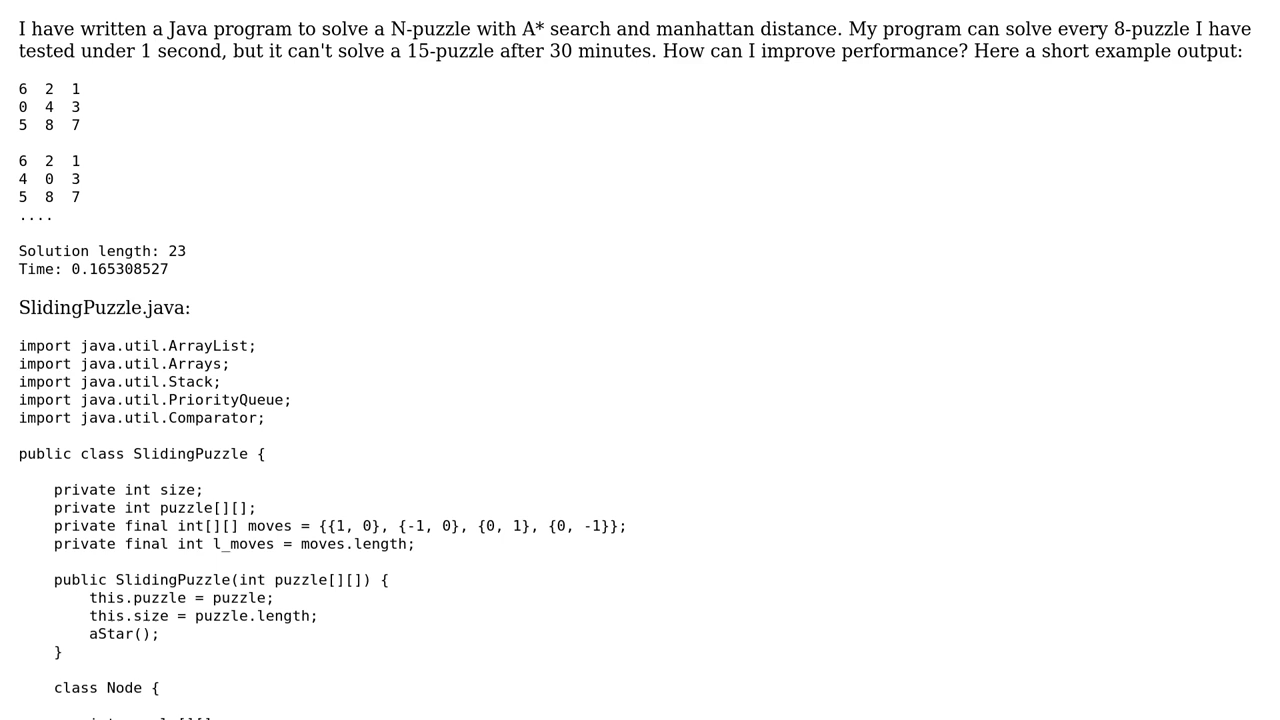 I have written a Java program to solve a N-puzzle with A* search and manhattan distance. My program can solve every 8-puzzle I have
tested under 1 second, but it can't solve a 15-puzzle after 30 minutes. How can I improve performance? Here a short example output:
6  2  1
0  4  3
5  8  7
6  2  1
4  0  3
5  8  7
....
Solution length: 23
Time: 0.165308527
SlidingPuzzle.java:
import java.util.ArrayList;
import java.util.Arrays;
import java.util.Stack;
import java.util.PriorityQueue;
import java.util.Comparator;
public class SlidingPuzzle {
    private int size;
    private int puzzle[][];
    private final int[][] moves = {{1, 0}, {-1, 0}, {0, 1}, {0, -1}};
    private final int l_moves = moves.length;
    public SlidingPuzzle(int puzzle[][]) {
        this.puzzle = puzzle;
        this.size = puzzle.length;
        aStar();
    }
    class Node {